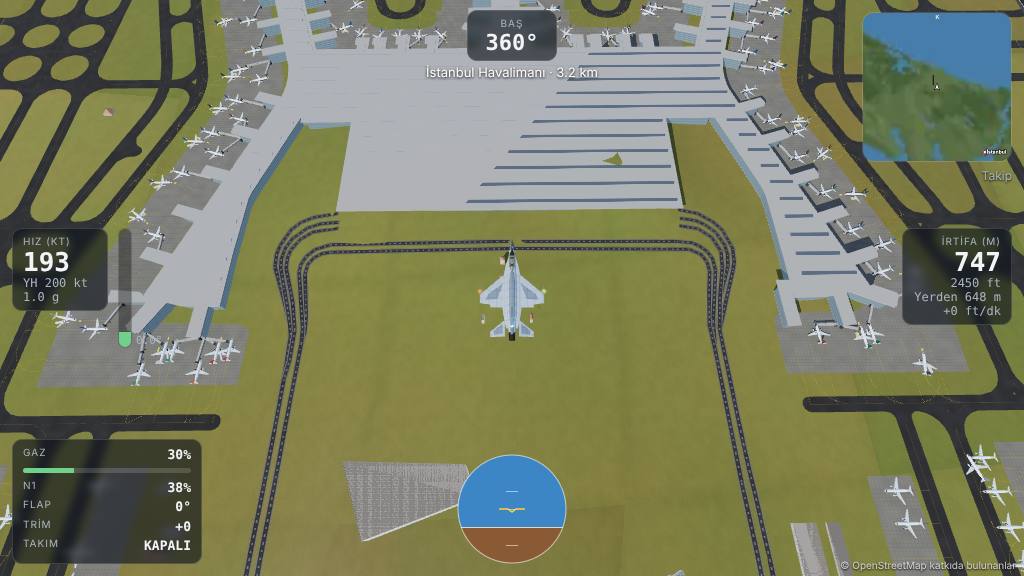 BAŞ
360°
İstanbul Havalimanı · 3.2 km
K
İstanbul
Takip
HIZ (KT)
193
YH 200 kt
1.0 g
İRTİFA (M)
747
2450 ft
Yerden 648 m
+0 ft/dk
GAZ 30%
N1 38%
FLAP 0°
TRİM +0
TAKIM KAPALI
© OpenStreetMap katkıda bulunanlar